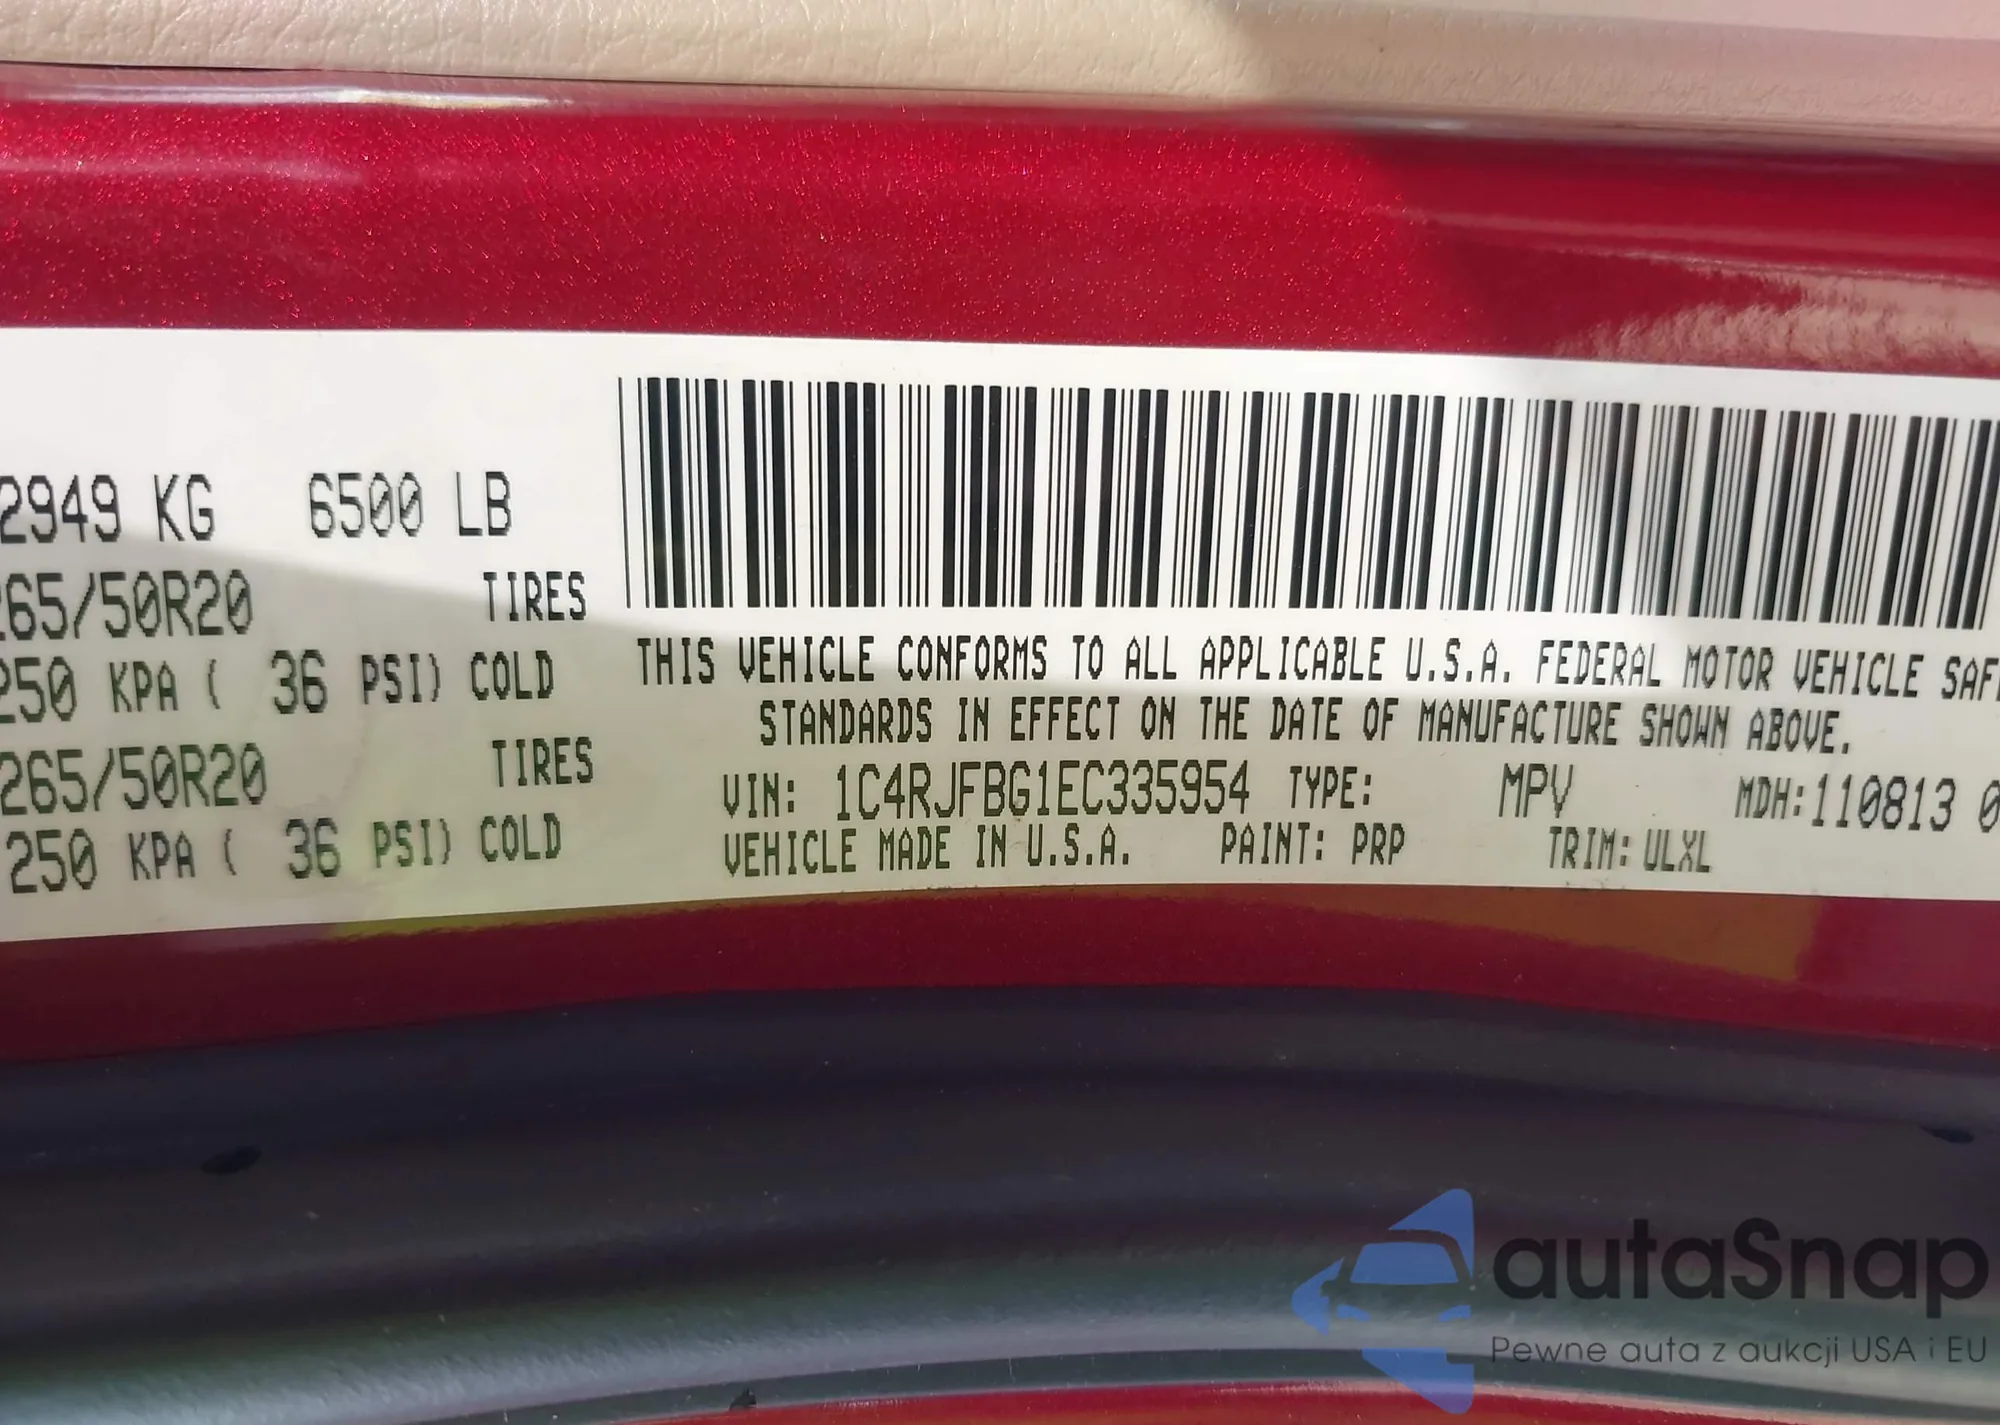 2949 KG 6500 LB
265/50R20 TIRES
250 KPA ( 36 PSI) COLD
265/50R20 TIRES
250 KPA ( 36 PSI) COLD
THIS VEHICLE CONFORMS TO ALL APPLICABLE U.S.A. FEDERAL MOTOR VEHICLE SAF
STANDARDS IN EFFECT ON THE DATE OF MANUFACTURE SHOWN ABOVE.
VIN: 1C4RJFBG1EC335954 TYPE: MPV MDH:110813 0
VEHICLE MADE IN U.S.A. PAINT: PRP TRIM: ULXL
autaSnap
Pewne auta z aukcji USA i EU